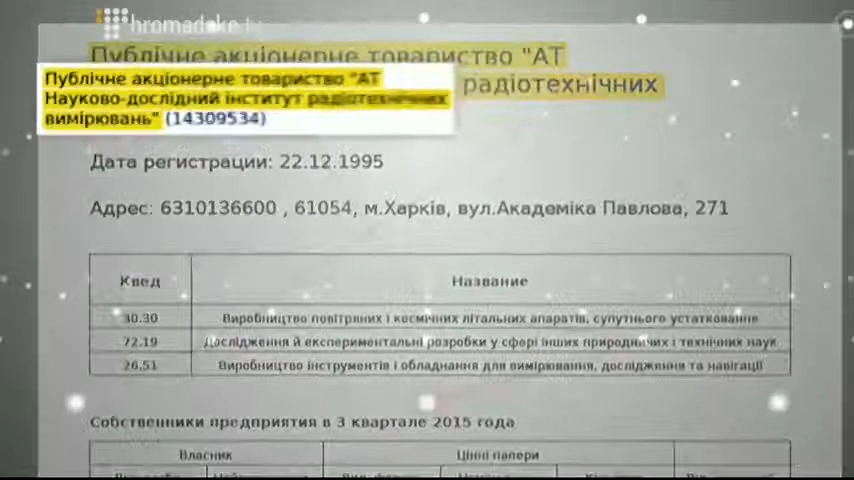 hromadske.tv
Публічне акціонерне товариство "АТ
радіотехнічних
Публічне акціонерне товариство "АТ
Науково-дослідний інститут радіотехнічних
вимірювань" (14309534)
Дата регистрации: 22.12.1995
Адрес: 6310136600 , 61054, м.Харків, вул.Академіка Павлова, 271
Квед Название
30.30 Виробництво повітряних і космічних літальних апаратів, супутнього устатковання
72.19 Дослідження й експериментальні розробки у сфері інших природничих і технічних наук
26.51 Виробництво інструментів і обладнання для вимірювання, дослідження та навігації
Собственники предприятия в 3 квартале 2015 года
Власник Цінні папери